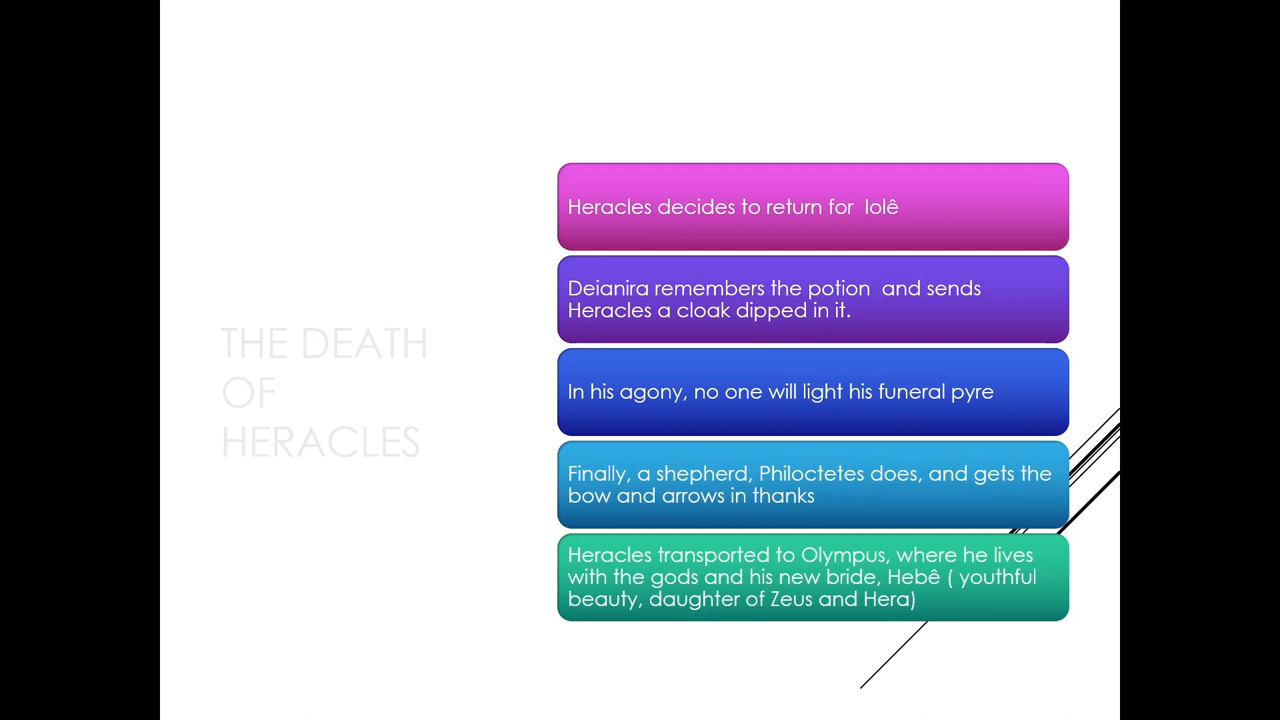 THE DEATH
OF
HERACLES
Heracles decides to return for  Iolê
Deianira remembers the potion  and sends
Heracles a cloak dipped in it.
In his agony, no one will light his funeral pyre
Finally, a shepherd, Philoctetes does, and gets the
bow and arrows in thanks
Heracles transported to Olympus, where he lives
with the gods and his new bride, Hebê ( youthful
beauty, daughter of Zeus and Hera)